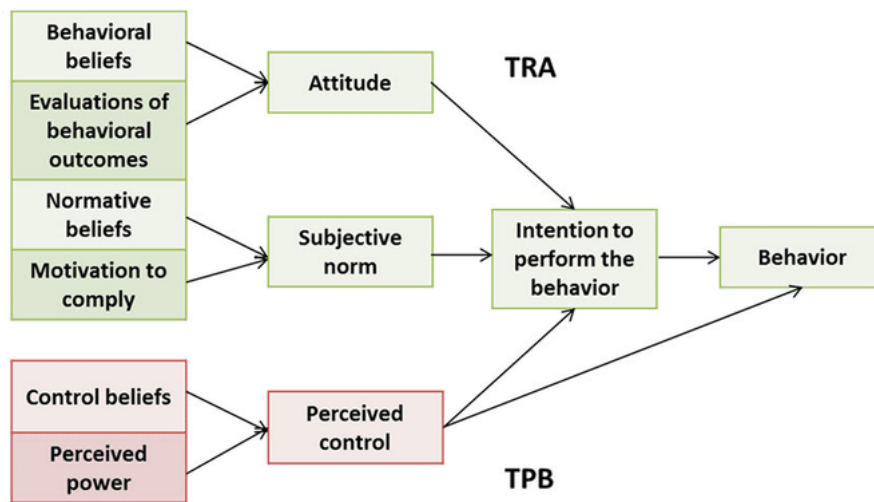 Behavioral
beliefs
Evaluations of
behavioral
outcomes
Normative
beliefs
Motivation to
comply
Attitude
TRA
Subjective
norm
Intention to
perform the
behavior
Behavior
Control beliefs
Perceived
power
Perceived
control
TPB